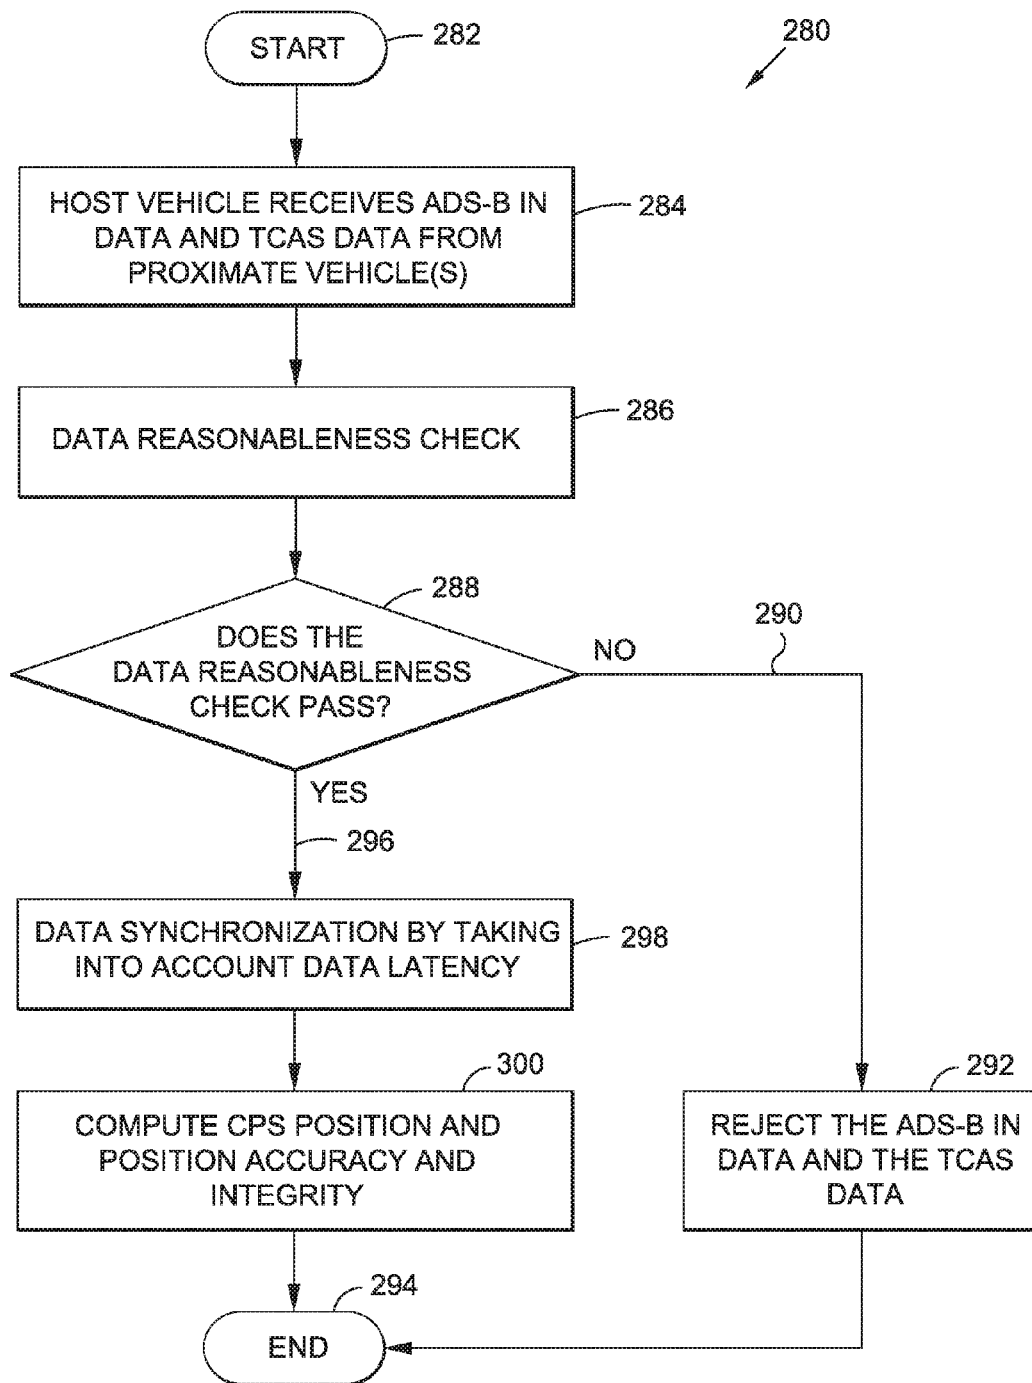 START
282
280
HOST VEHICLE RECEIVES ADS-B IN
DATA AND TCAS DATA FROM
PROXIMATE VEHICLE(S)
284
DATA REASONABLENESS CHECK
286
288
DOES THE
DATA REASONABLENESS
CHECK PASS?
NO
290
YES
296
DATA SYNCHRONIZATION BY TAKING
INTO ACCOUNT DATA LATENCY
298
300
COMPUTE CPS POSITION AND
POSITION ACCURACY AND
INTEGRITY
292
REJECT THE ADS-B IN
DATA AND THE TCAS
DATA
294
END